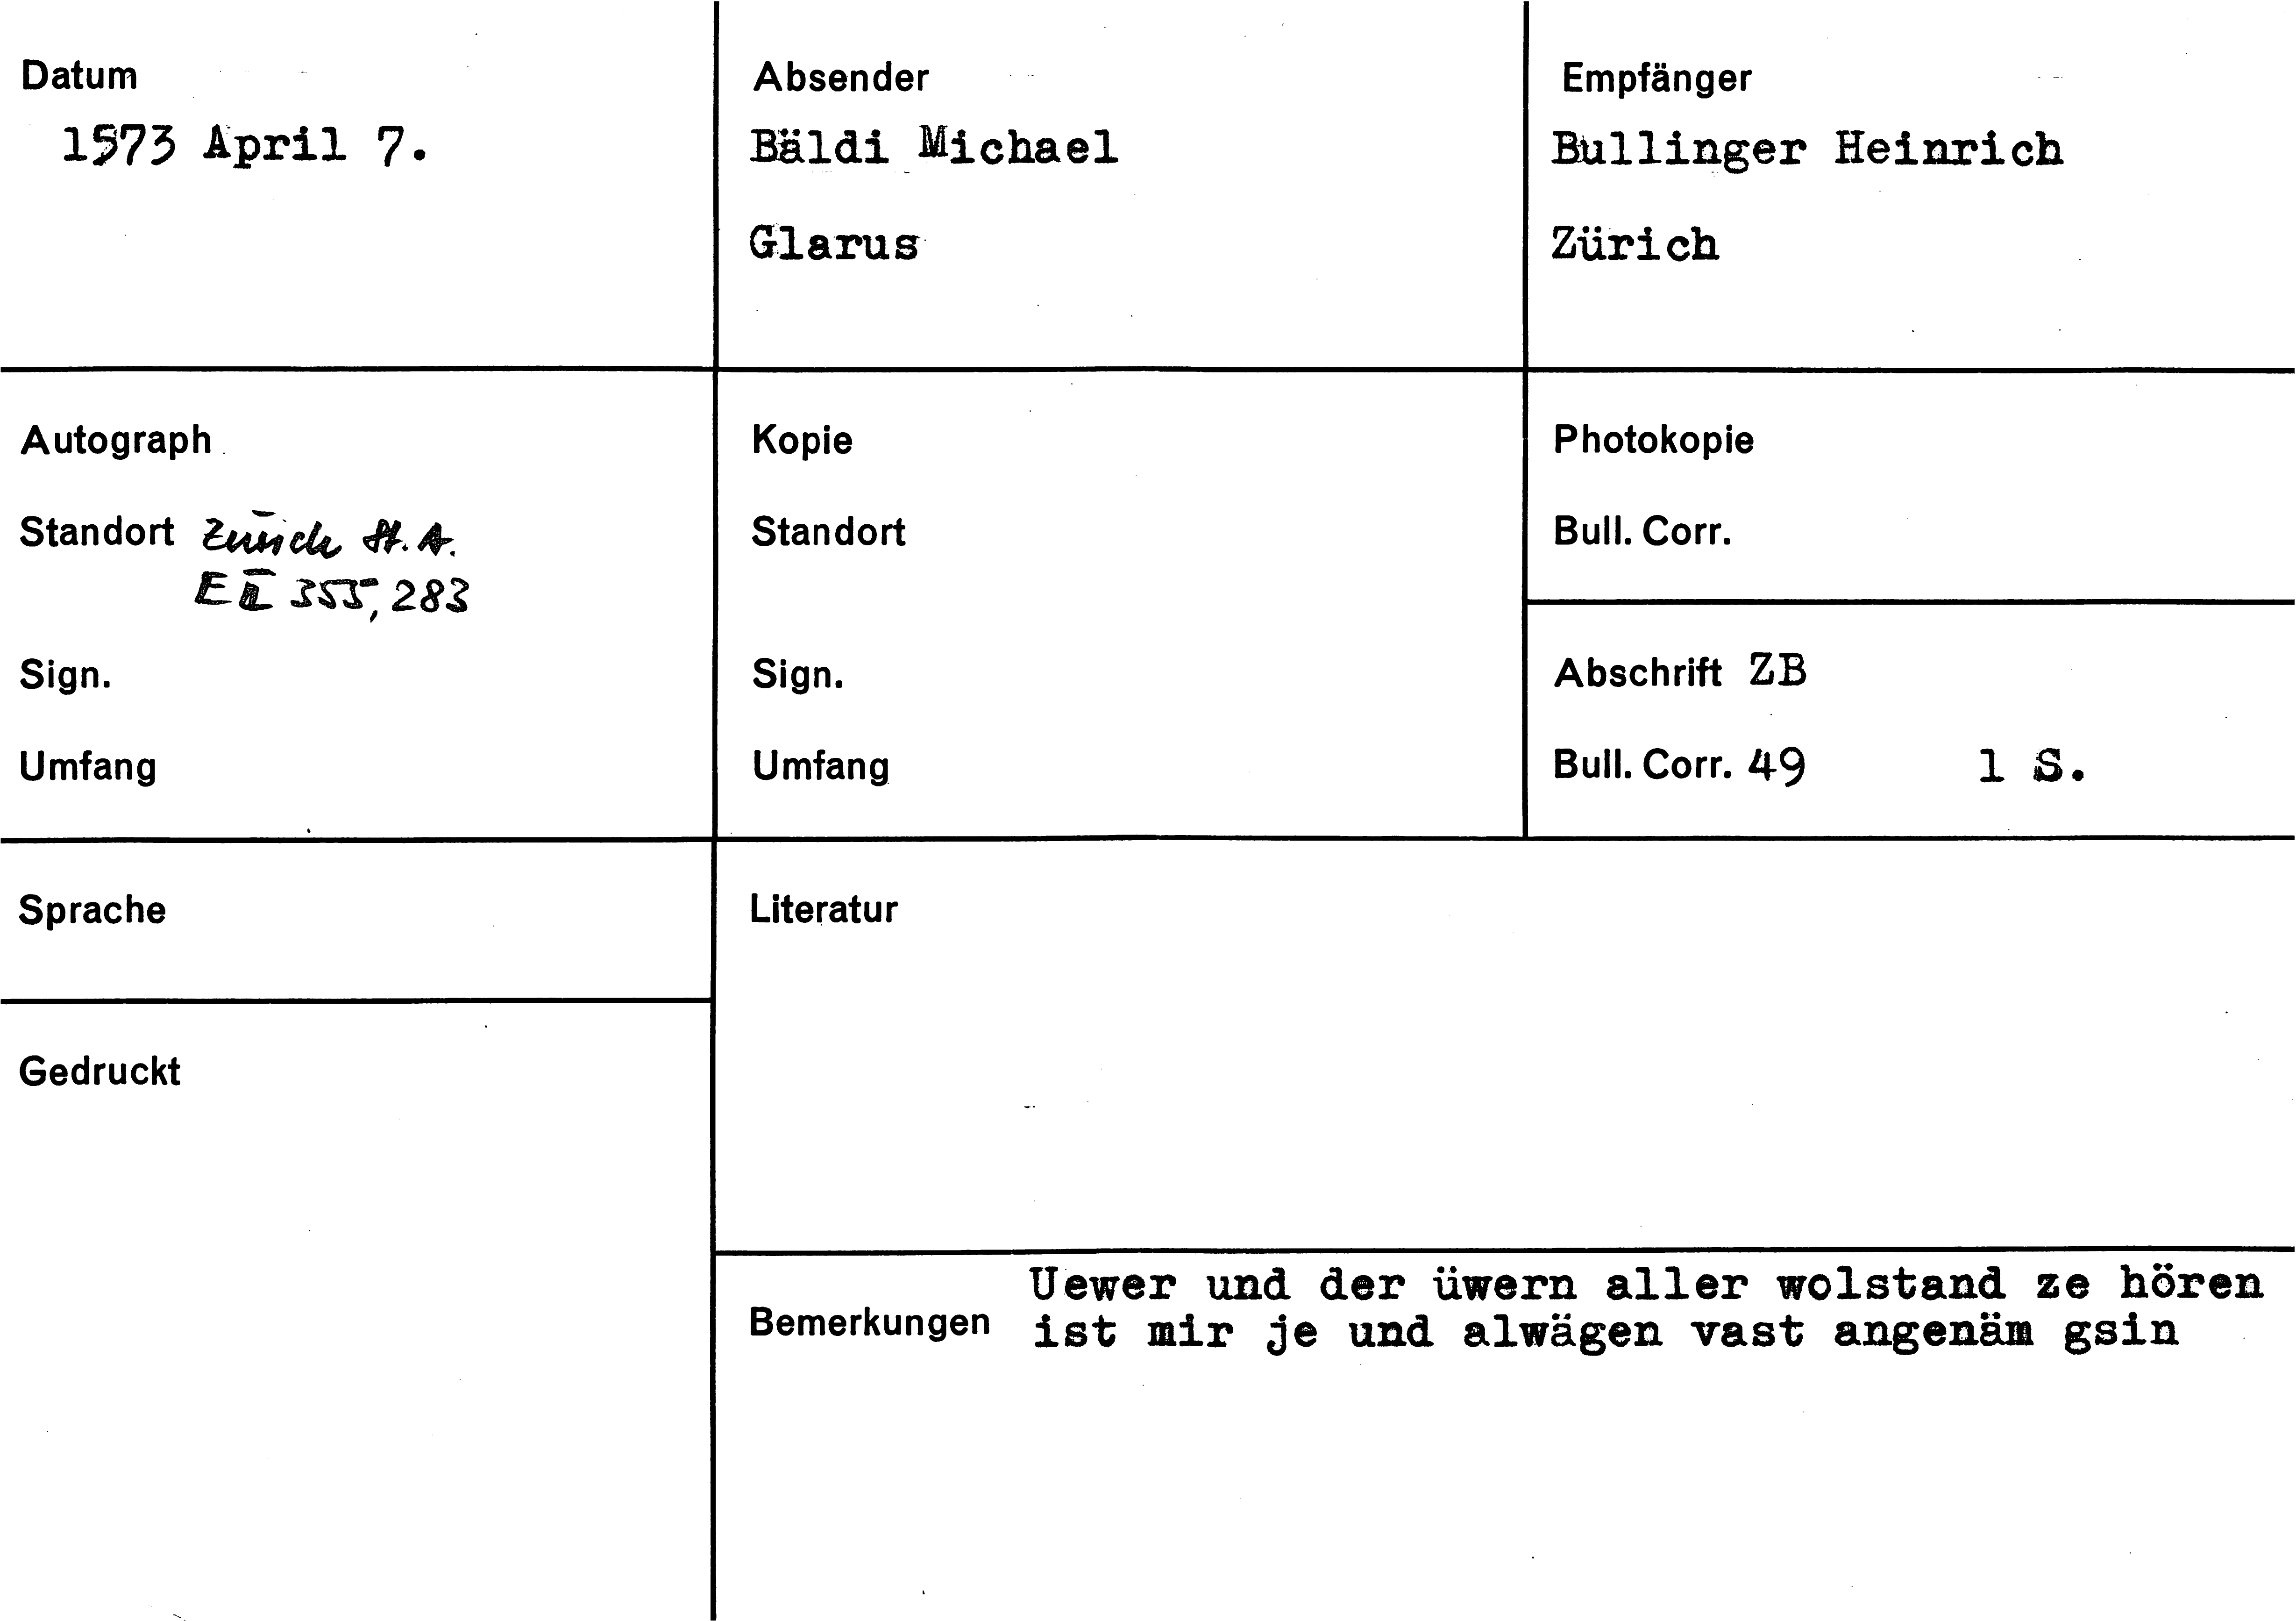 Datum
1573 April 7.
Absender
Bäldi Michael
Glarus
Empfänger
Bullinger Heinrich
Zürich
Autograph
Standort Zürich St. A.
E II 355, 283
Sign.
Umfang
Kopie
Standort
Sign.
Umfang
Photokopie
Bull. Corr.
Abschrift ZB
Bull. Corr. 49 1 S.
Sprache
Gedruckt
Literatur
Bemerkungen
Uewer und der üwern aller wolstand ze hören
ist mir je und alwägen vast angenäm gsin